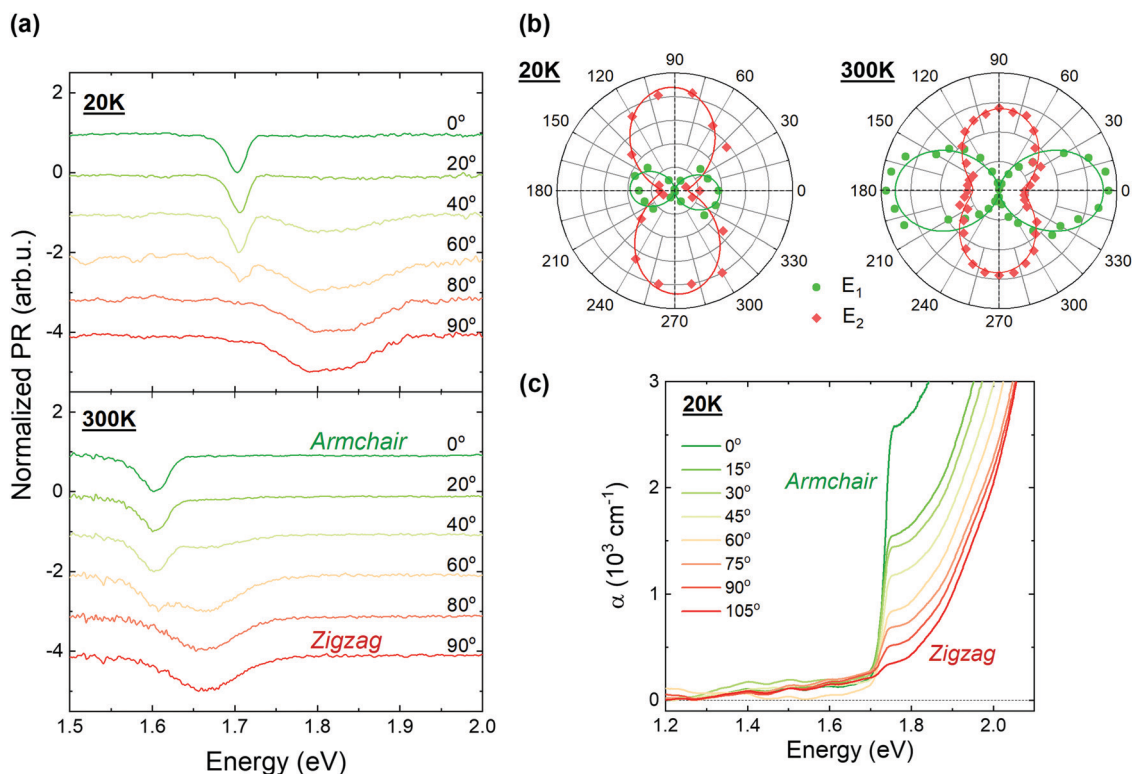 (a)
2
20K
0º
0
20º
40º
-2
60º
80º
-4
90º
Normalized PR (arb.u.)
2
300K
Armchair
0º
0
20º
40º
-2
60º
80º
Zigzag
-4
90º
1.5 1.6 1.7 1.8 1.9 2.0
Energy (eV)
(b)
20K
90
120 60
150 30
180 0
210 330
240 300
270
E1
E2
300K
90
120 60
150 30
180 0
210 330
240 300
270
(c)
3
20K
0º
15º
30º
45º
60º
75º
90º
105º
Armchair
Zigzag
2
1
0
α (10³ cm⁻¹)
1.2 1.4 1.6 1.8 2.0
Energy (eV)